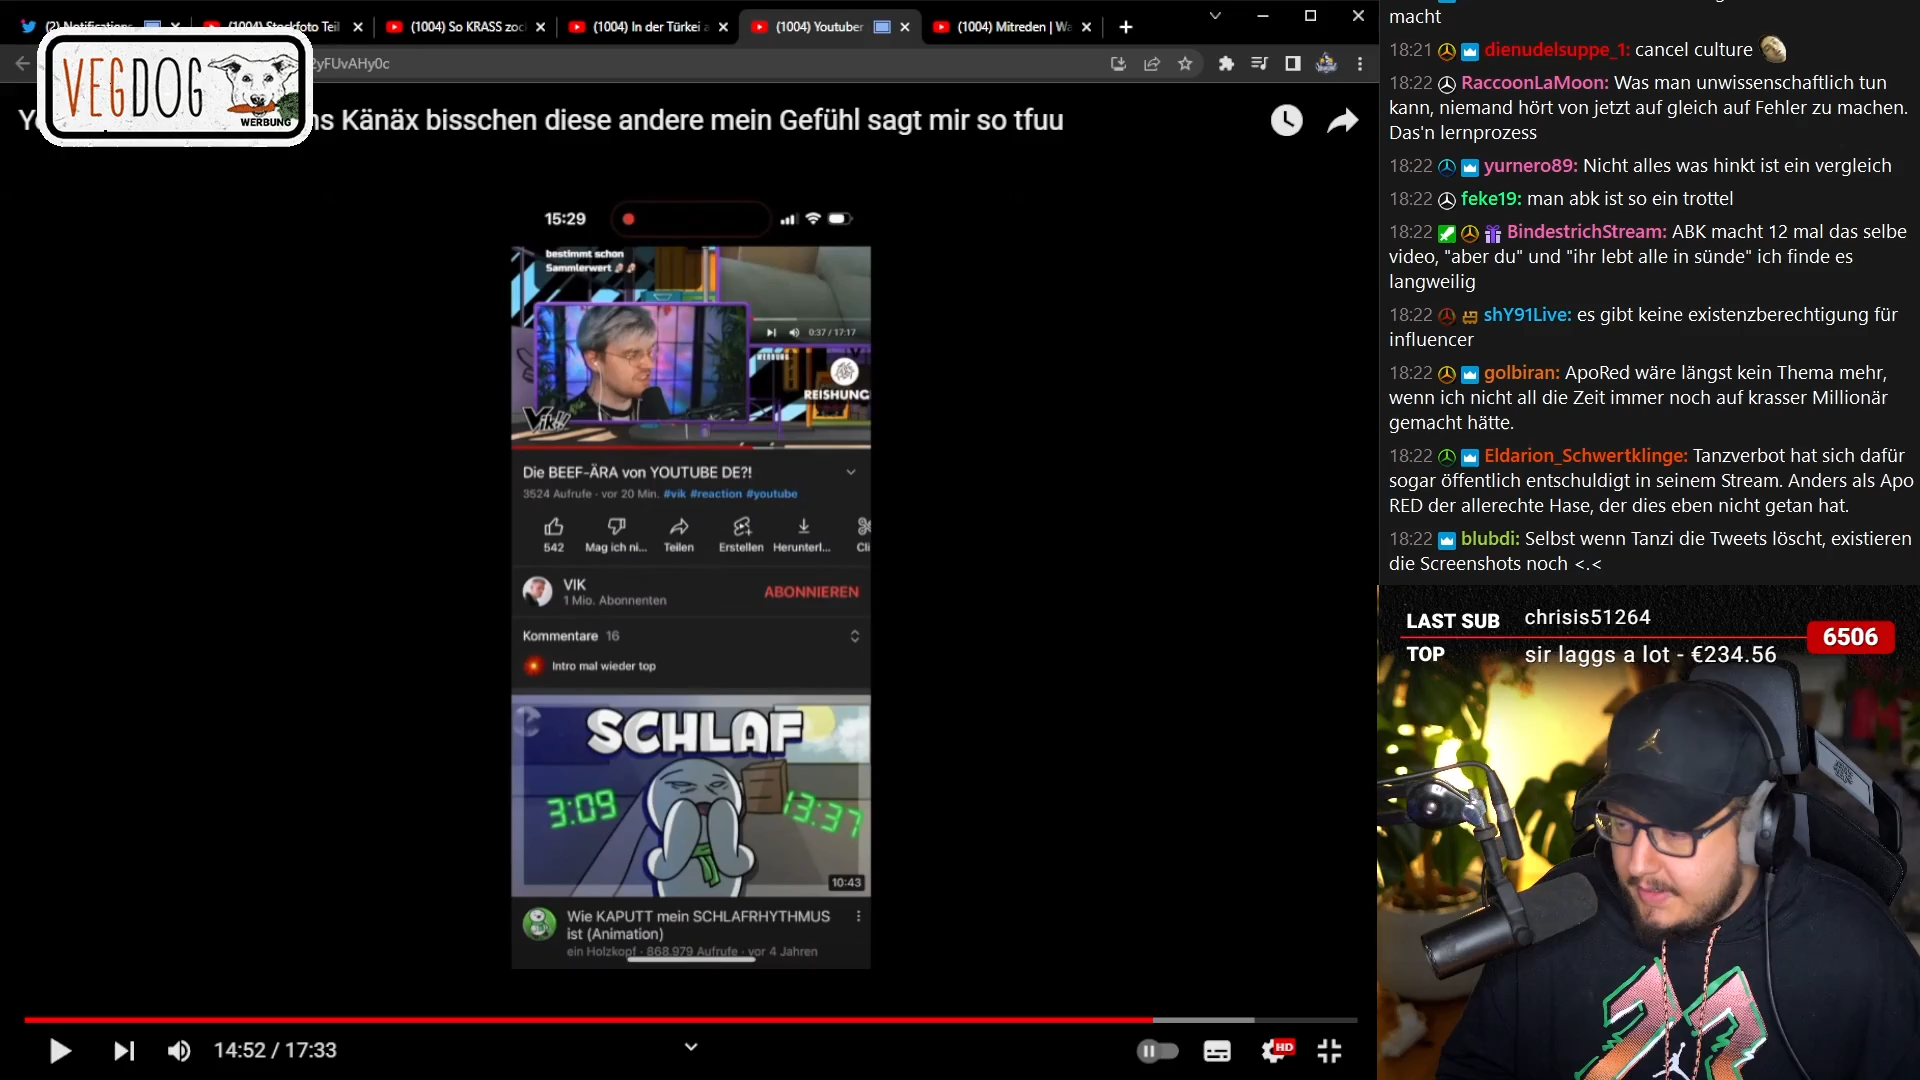 (2) Notifications
(1004) Stockfoto Teil
(1004) So KRASS zoc
(1004) In der Türkei a
(1004) Youtuber
(1004) Mitreden | Wa
2yFUvAHy0c
VEGDOG
WERBUNG
ns Känäx bisschen diese andere mein Gefühl sagt mir so tfuu
15:29
bestimmt schon
Sammlerwert
0:37 / 17:17
WERBUNG
REISHUNG
Vik!!
Die BEEF-ÄRA von YOUTUBE DE?!
3524 Aufrufe · vor 20 Min. #vik #reaction #youtube
542 Mag ich ni... Teilen Erstellen Herunterl... Cli
VIK
1 Mio. Abonnenten
ABONNIEREN
Kommentare 16
Intro mal wieder top
SCHLAF
3:09
13:37
10:43
Wie KAPUTT mein SCHLAFRHYTHMUS
ist (Animation)
ein Holzkopf · 868.979 Aufrufe · vor 4 Jahren
14:52 / 17:33
HD
macht
18:21 dienudelsuppe_1: cancel culture
18:22 RaccoonLaMoon: Was man unwissenschaftlich tun
kann, niemand hört von jetzt auf gleich auf Fehler zu machen.
Das'n lernprozess
18:22 yurnero89: Nicht alles was hinkt ist ein vergleich
18:22 feke19: man abk ist so ein trottel
18:22 BindestrichStream: ABK macht 12 mal das selbe
video, "aber du" und "ihr lebt alle in sünde" ich finde es
langweilig
18:22 shY91Live: es gibt keine existenzberechtigung für
influencer
18:22 golbiran: ApoRed wäre längst kein Thema mehr,
wenn ich nicht all die Zeit immer noch auf krasser Millionär
gemacht hätte.
18:22 Eldarion_Schwertklinge: Tanzverbot hat sich dafür
sogar öffentlich entschuldigt in seinem Stream. Anders als Apo
RED der allerechte Hase, der dies eben nicht getan hat.
18:22 blubdi: Selbst wenn Tanzi die Tweets löscht, existieren
die Screenshots noch <.<
LAST SUB chrisis51264
6506
TOP sir laggs a lot - €234.56